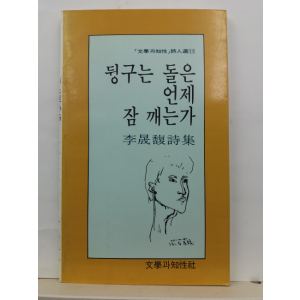 「文學과知性」詩人選
뒹구는 돌은
언제
잠 깨는가
李晟馥詩集
文學과知性社